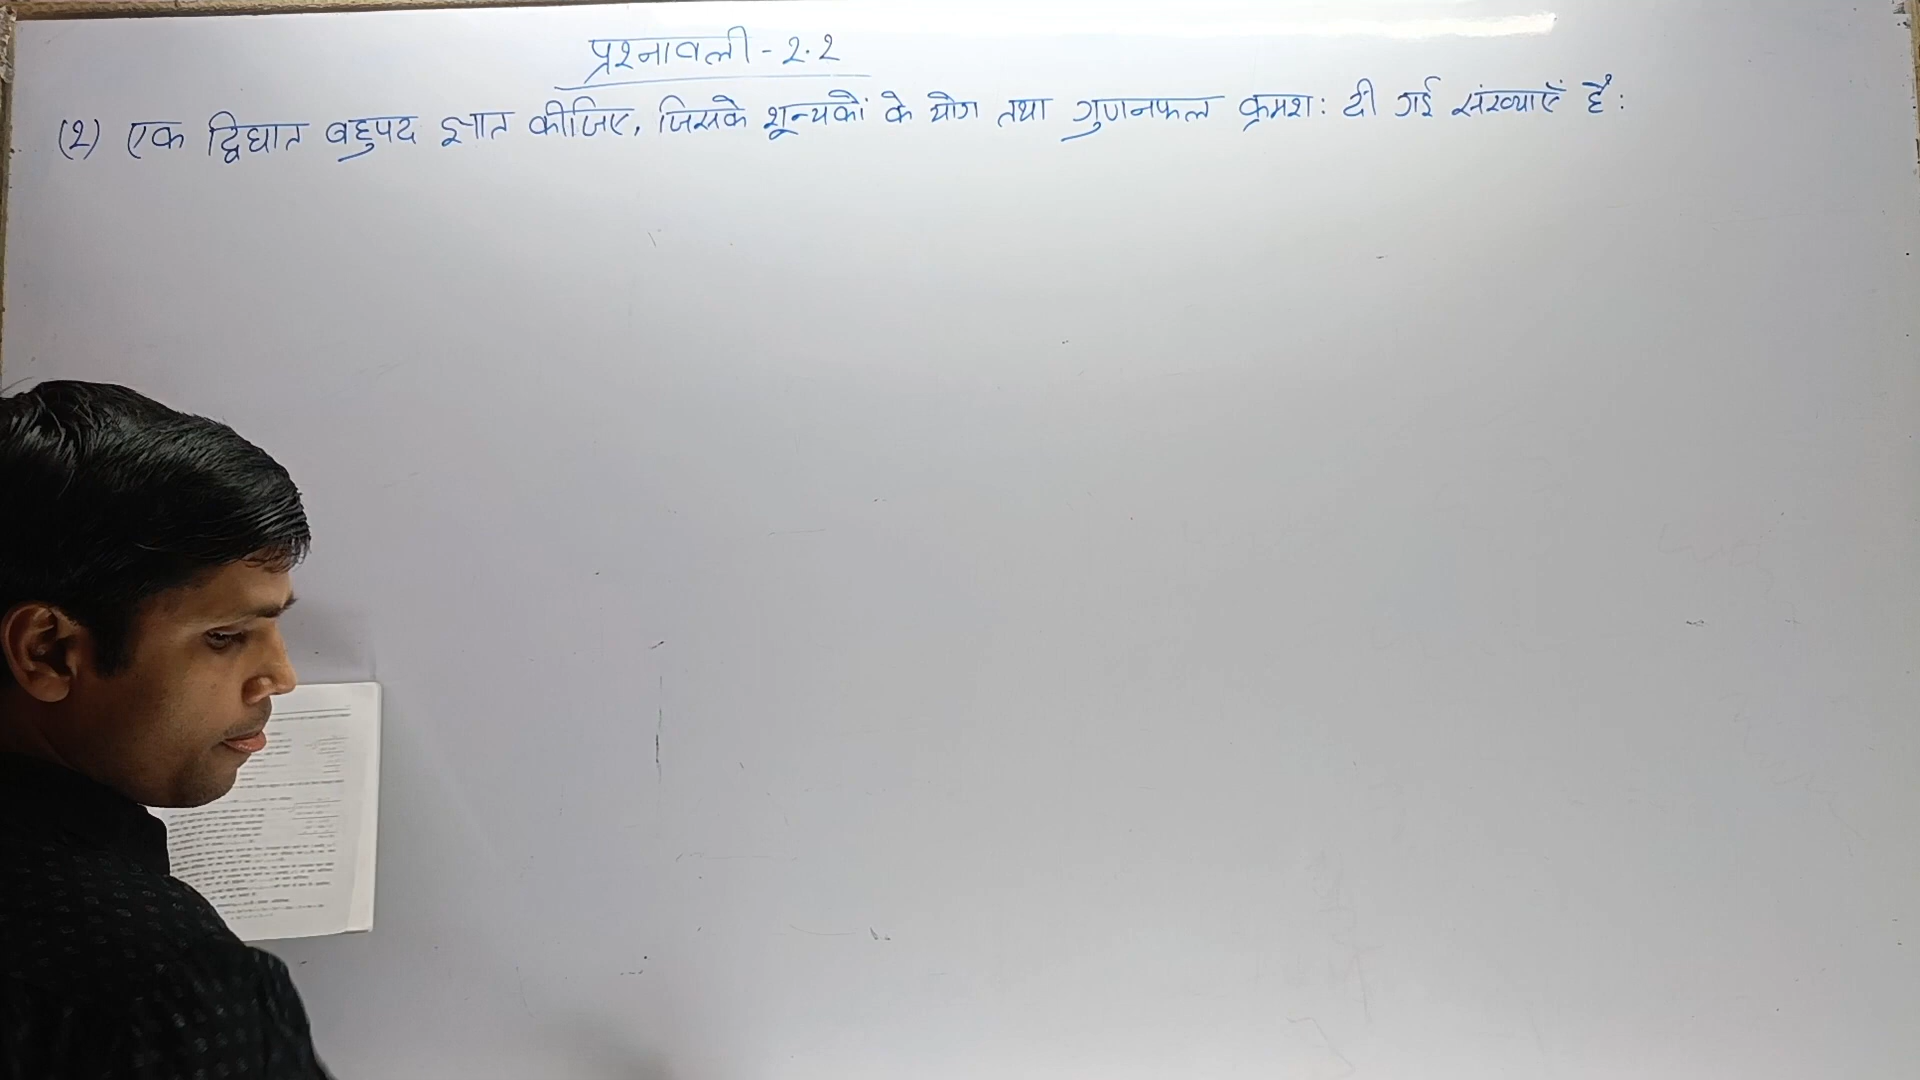 प्रश्नावली - 2.2
(2) एक द्विघात बहुपद ज्ञात कीजिए, जिसके शून्यकों के योग तथा गुणनफल क्रमश: दी गई संख्याएँ हैं: